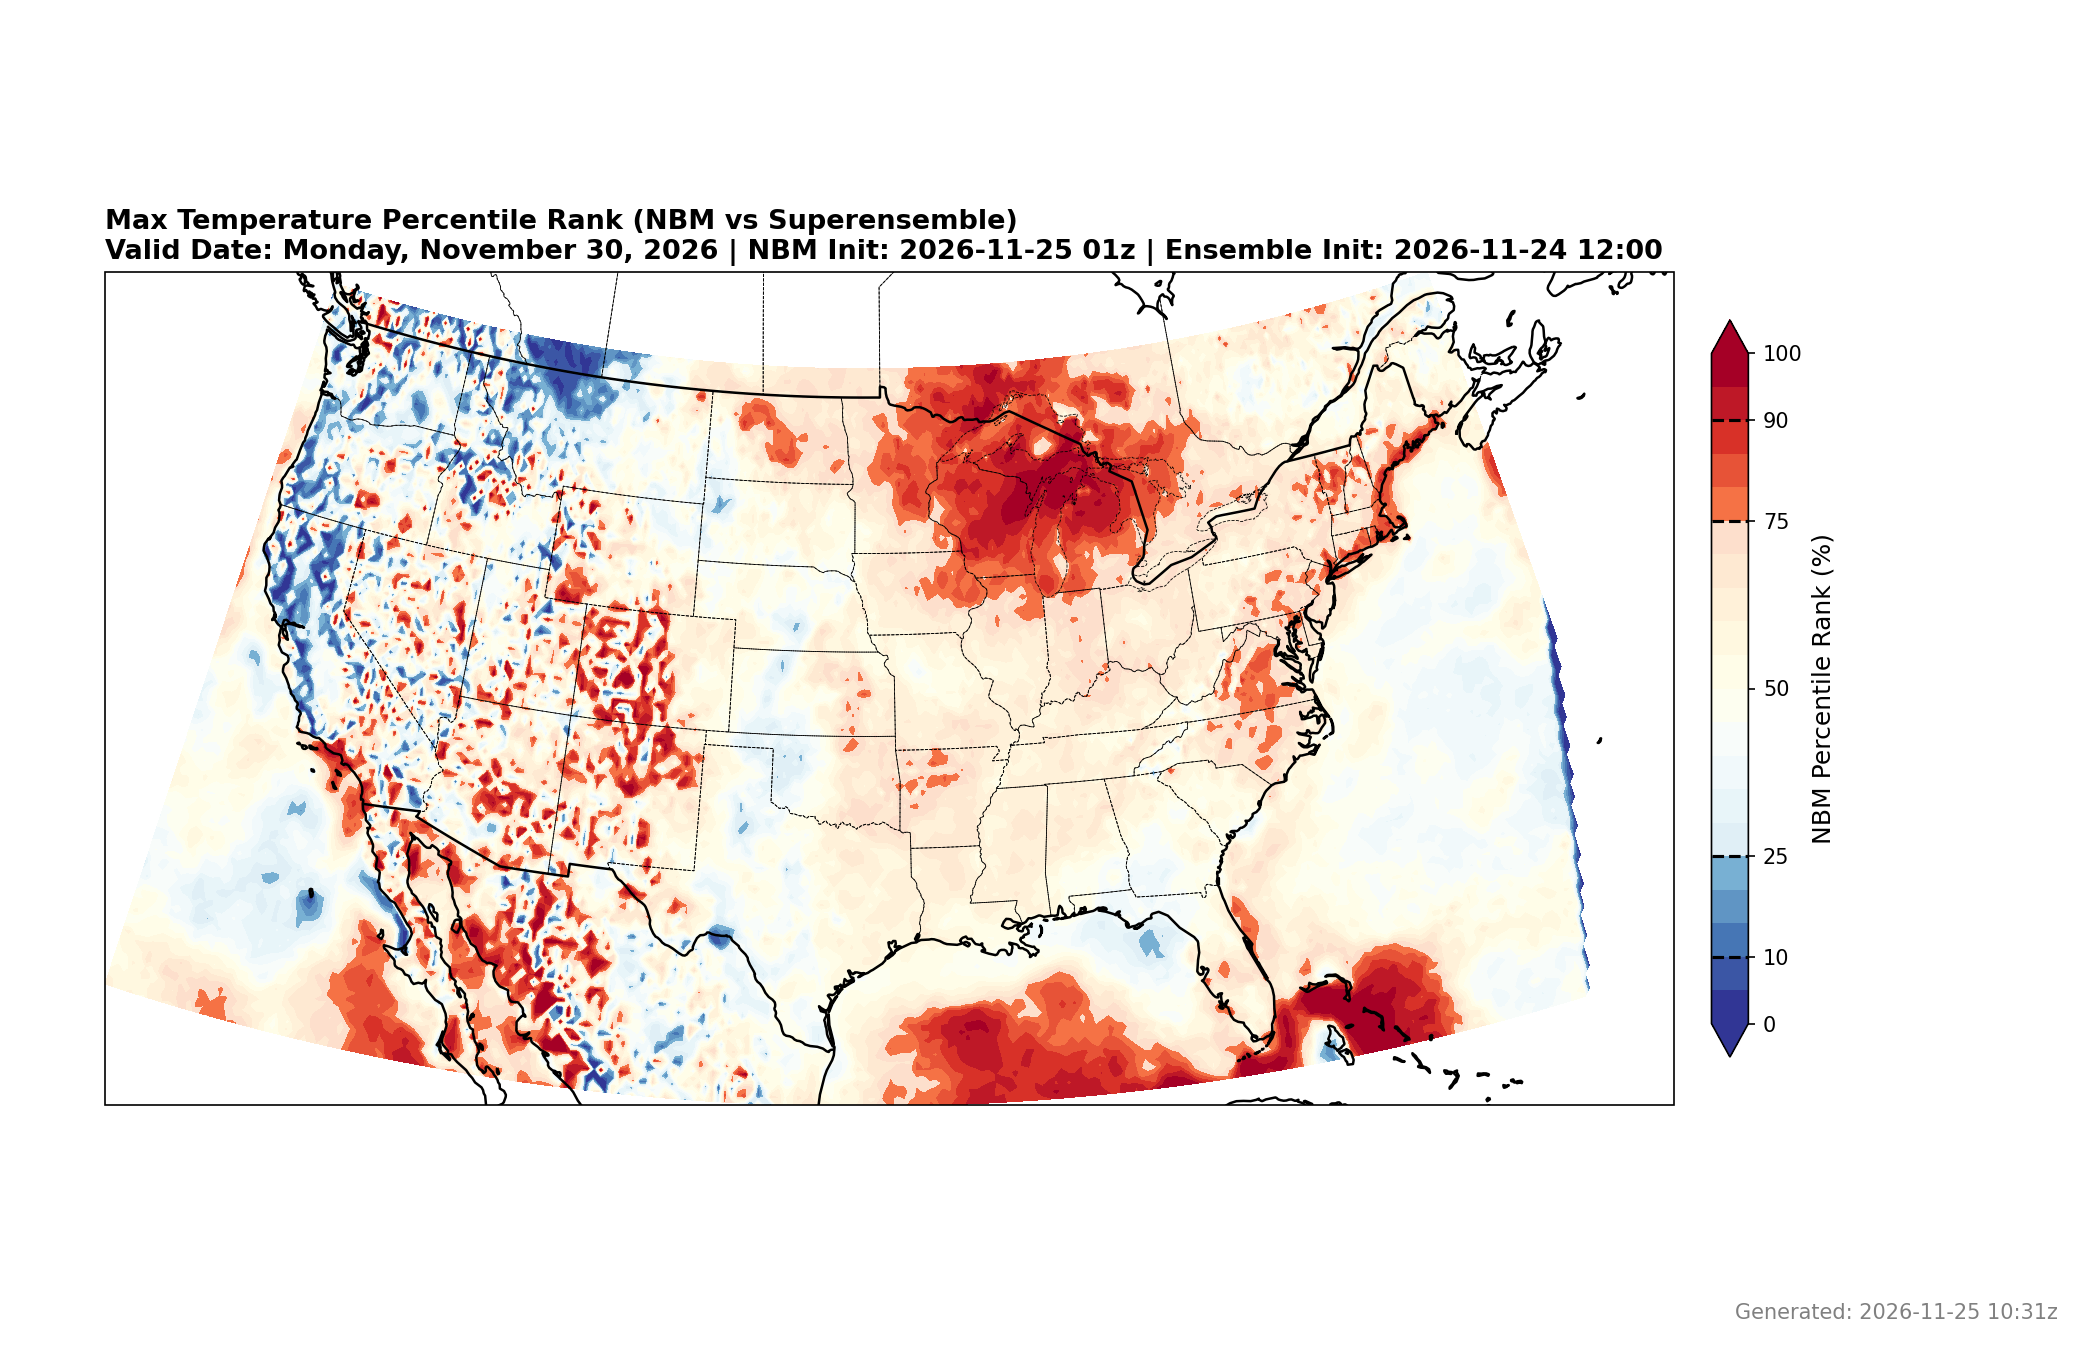 Max Temperature Percentile Rank (NBM vs Superensemble)
Valid Date: Monday, November 30, 2026 | NBM Init: 2026-11-25 01z | Ensemble Init: 2026-11-24 12:00
100
90
75
50
25
10
0
NBM Percentile Rank (%)
Generated: 2026-11-25 10:31z